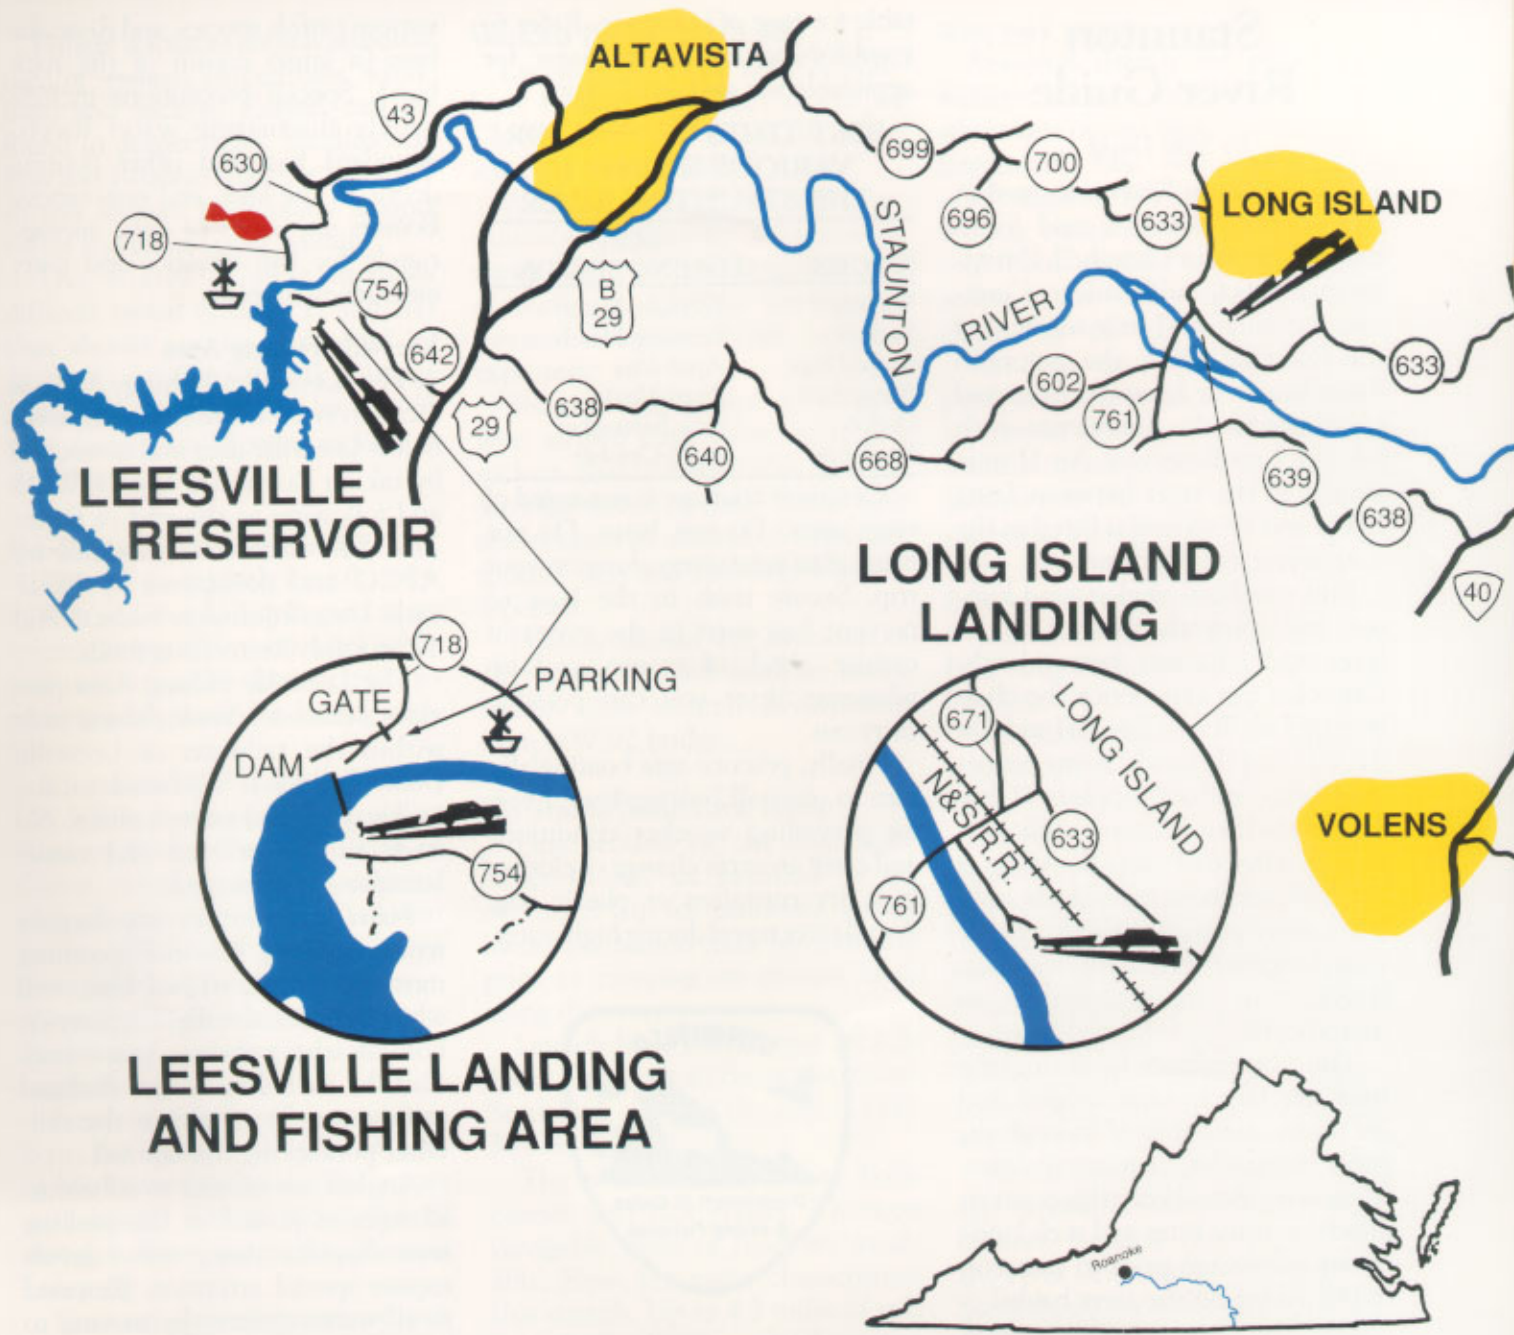 ALTAVISTA
43
630
718
754
642
29
B
29
638
640
668
699
696
700
633
LONG ISLAND
STAUNTON
RIVER
602
761
633
639
638
40
LEESVILLE
RESERVOIR
LONG ISLAND
LANDING
718
GATE
PARKING
DAM
754
LEESVILLE LANDING
AND FISHING AREA
671
LONG ISLAND
N&S R.R.
633
761
VOLENS
Roanoke